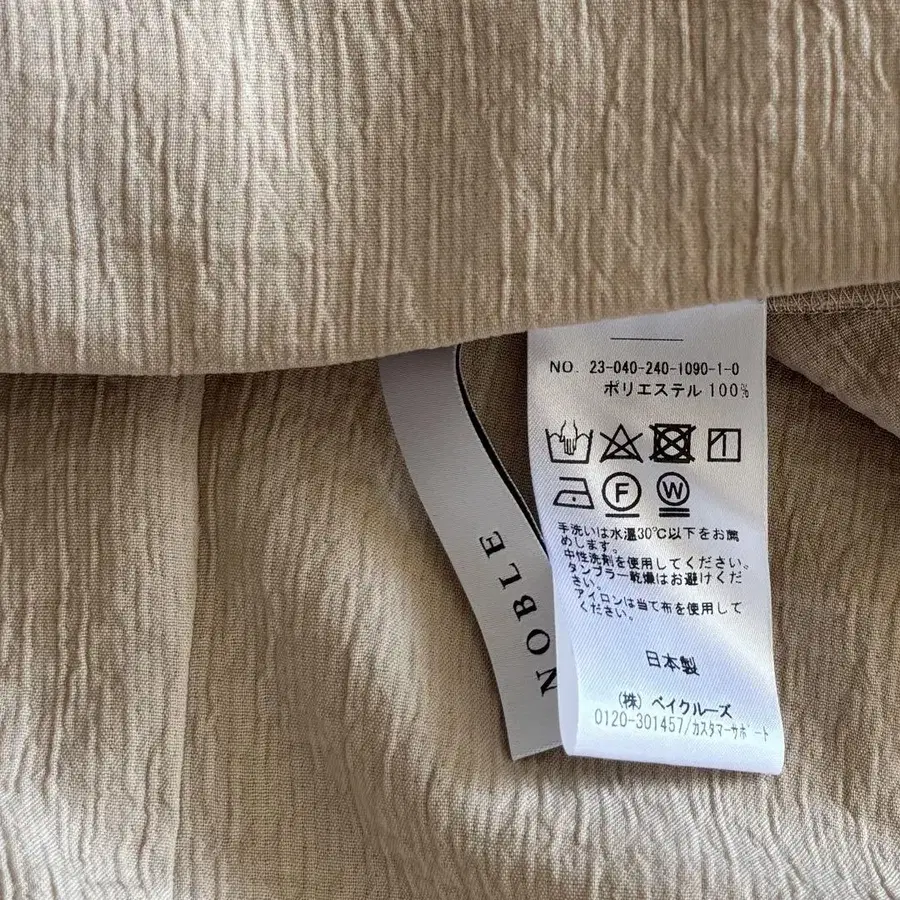 NO. 23-040-240-1090-1-0
ポリエステル 100%
F W
手洗いは水温30℃以下をお薦
めします。
中性洗剤を使用してください。
タンブラー乾燥はお避けくだ
さい。
アイロンは当て布を使用して
ください。
日本製
(株) ベイクルーズ
0120-301457/カスタマーサポート
NOBLE